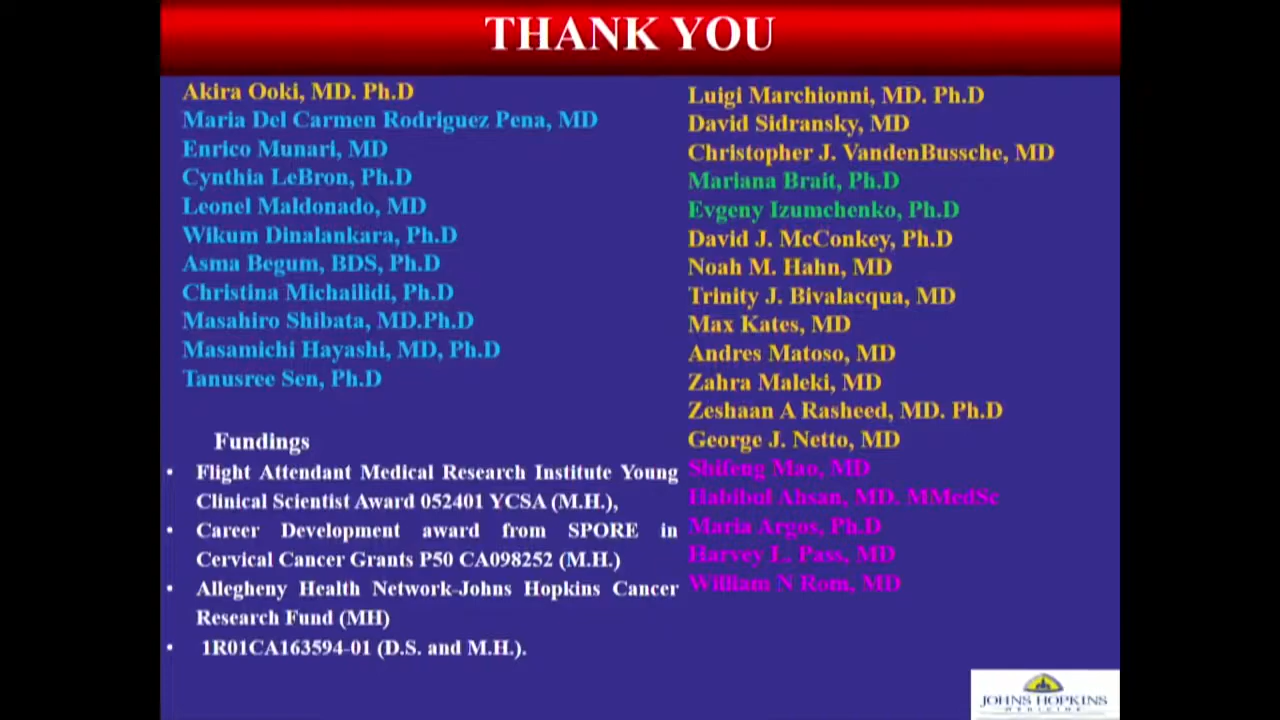 THANK YOU
Akira Ooki, MD. Ph.D
Maria Del Carmen Rodriguez Pena, MD
Enrico Munari, MD
Cynthia LeBron, Ph.D
Leonel Maldonado, MD
Wikum Dinalankara, Ph.D
Asma Begum, BDS, Ph.D
Christina Michailidi, Ph.D
Masahiro Shibata, MD.Ph.D
Masamichi Hayashi, MD, Ph.D
Tanusree Sen, Ph.D
Fundings
• Flight Attendant Medical Research Institute Young
Clinical Scientist Award 052401 YCSA (M.H.),
• Career Development award from SPORE in
Cervical Cancer Grants P50 CA098252 (M.H.)
• Allegheny Health Network-Johns Hopkins Cancer
Research Fund (MH)
• 1R01CA163594-01 (D.S. and M.H.).
Luigi Marchionni, MD. Ph.D
David Sidransky, MD
Christopher J. VandenBussche, MD
Mariana Brait, Ph.D
Evgeny Izumchenko, Ph.D
David J. McConkey, Ph.D
Noah M. Hahn, MD
Trinity J. Bivalacqua, MD
Max Kates, MD
Andres Matoso, MD
Zahra Maleki, MD
Zeshaan A Rasheed, MD. Ph.D
George J. Netto, MD
Shifeng Mao, MD
Habibul Ahsan, MD. MMedSc
Maria Argos, Ph.D
Harvey L. Pass, MD
William N Rom, MD
JOHNS HOPKINS
MEDICINE